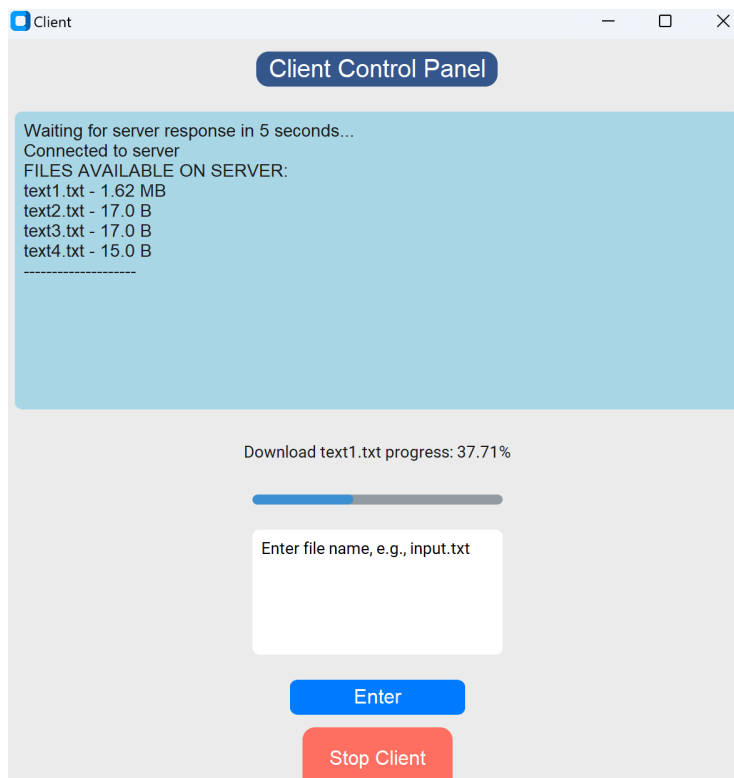 Client
Client Control Panel
Waiting for server response in 5 seconds...
Connected to server
FILES AVAILABLE ON SERVER:
text1.txt - 1.62 MB
text2.txt - 17.0 B
text3.txt - 17.0 B
text4.txt - 15.0 B
--------------------
Download text1.txt progress: 37.71%
Enter file name, e.g., input.txt
Enter
Stop Client